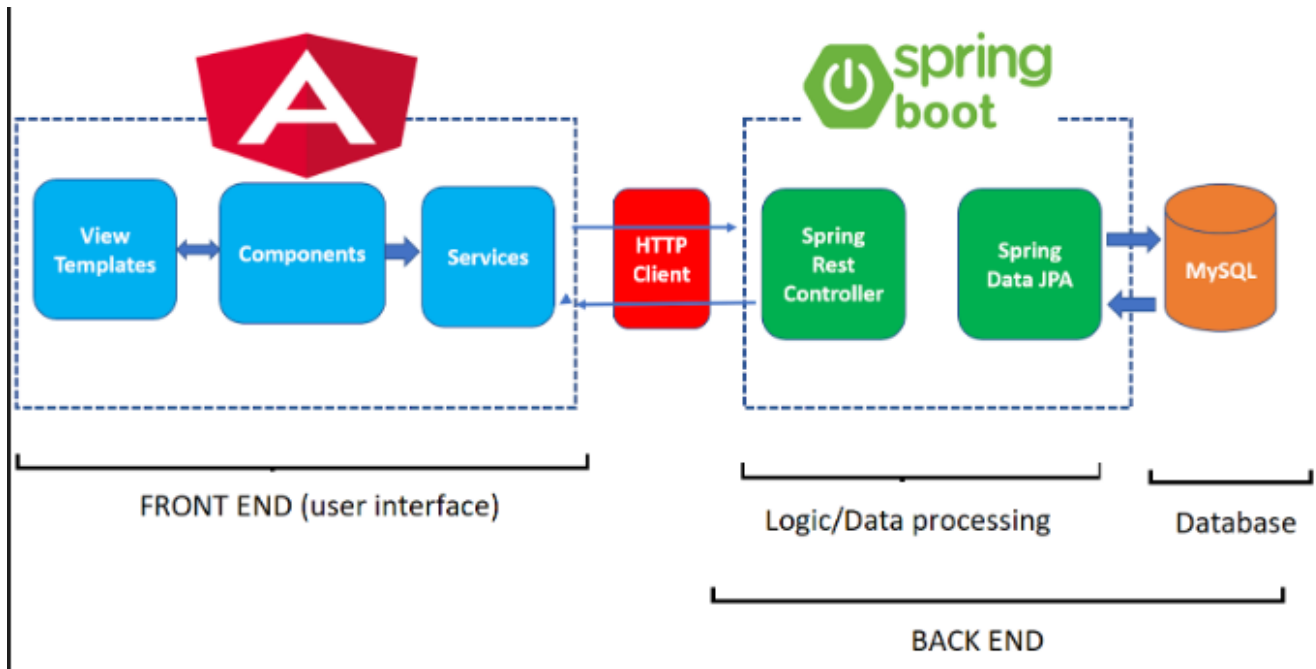 A
spring
boot
View
Templates
Components
Services
HTTP
Client
Spring
Rest
Controller
Spring
Data JPA
MySQL
FRONT END (user interface)
Logic/Data processing
Database
BACK END